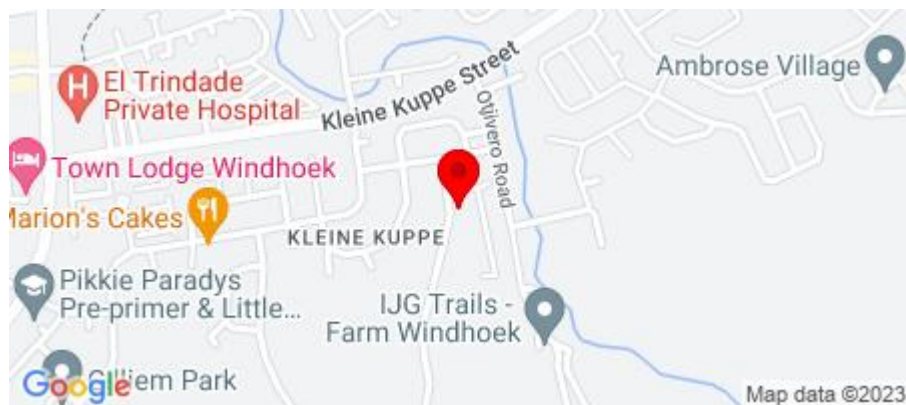 Ambrose Village
El Trindade
Private Hospital
Kleine Kuppe Street
Otjivero Road
Town Lodge Windhoek
Marion's Cakes
KLEINE KUPPE
Pikkie Paradys
Pre-primer & Little...
IJG Trails -
Farm Windhoek
Park
Google
Map data ©2023